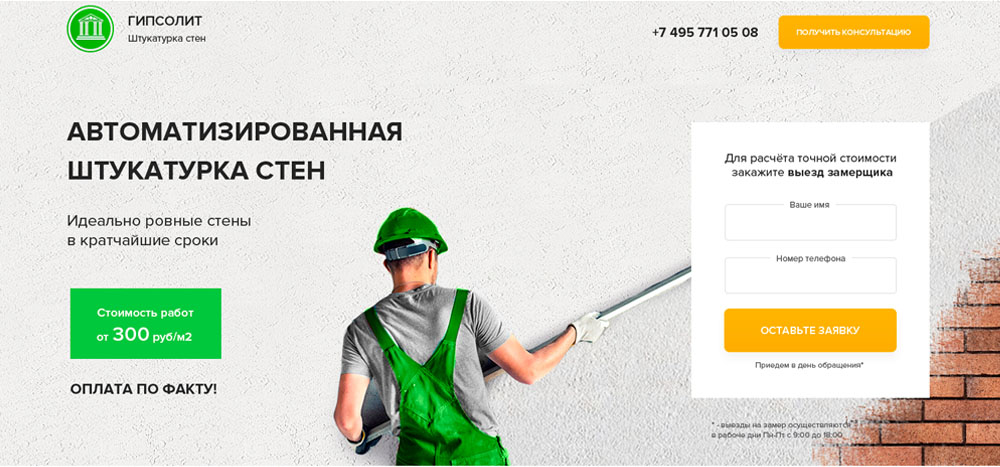 ГИПСОЛИТ
Штукатурка стен
+7 495 771 05 08
ПОЛУЧИТЬ КОНСУЛЬТАЦИЮ
АВТОМАТИЗИРОВАННАЯ
ШТУКАТУРКА СТЕН
Идеально ровные стены
в кратчайшие сроки
Стоимость работ
от 300 руб/м2
ОПЛАТА ПО ФАКТУ!
Для расчёта точной стоимости
закажите выезд замерщика
Ваше имя
Номер телефона
ОСТАВЬТЕ ЗАЯВКУ
Приедем в день обращения*
* - выезды на замер осуществляются
в рабочие дни Пн-Пт с 9:00 до 18:00